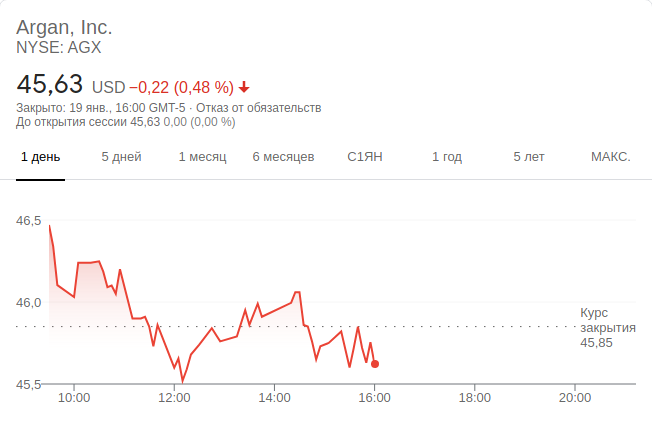 Argan, Inc.
NYSE: AGX
45,63 USD −0,22 (0,48 %)
Закрыто: 19 янв., 16:00 GMT-5 · Отказ от обязательств
До открытия сессии 45,63 0,00 (0,00 %)
1 день 5 дней 1 месяц 6 месяцев С1ЯН 1 год 5 лет МАКС.
46,5
46,0
Курс
закрытия
45,85
45,5
10:00 12:00 14:00 16:00 18:00 20:00